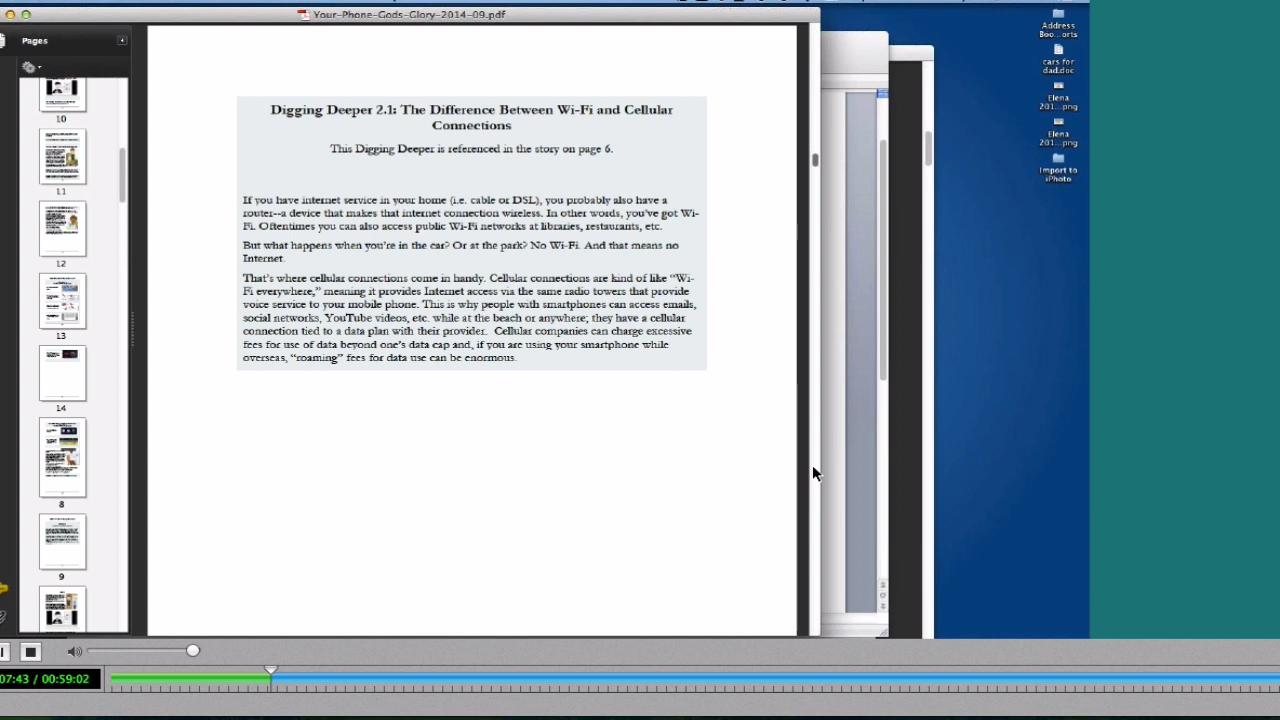 Your-Phone-Gods-Glory-2014-09.pdf
Pages
10
11
12
13
14
8
9
Digging Deeper 2.1: The Difference Between Wi-Fi and Cellular
Connections
This Digging Deeper is referenced in the story on page 6.
If you have internet service in your home (i.e. cable or DSL), you probably also have a
router--a device that makes that internet connection wireless. In other words, you've got Wi-
Fi. Oftentimes you can also access public Wi-Fi networks at libraries, restaurants, etc.
But what happens when you're in the car? Or at the park? No Wi-Fi. And that means no
Internet.
That's where cellular connections come in handy. Cellular connections are kind of like "Wi-
Fi everywhere," meaning it provides Internet access via the same radio towers that provide
voice service to your mobile phone. This is why people with smartphones can access emails,
social networks, YouTube videos, etc. while at the beach or anywhere; they have a cellular
connection tied to a data plan with their provider. Cellular companies can charge excessive
fees for use of data beyond one's data cap and, if you are using your smartphone while
overseas, "roaming" fees for data use can be enormous.
Address
Boo...orts
cars for
dad.doc
Elena
201...png
Elena
201...png
Import to
iPhoto
07:43 / 00:59:02